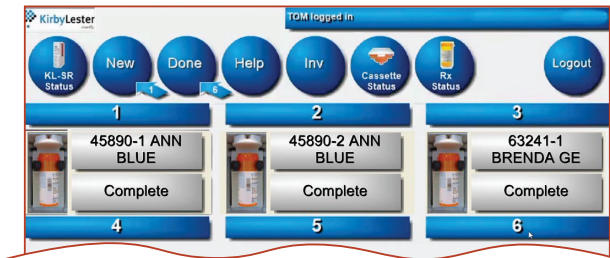 KirbyLester
TOM logged in
KL-SR
Status
New
Done
Help
Inv
Cassette
Status
Rx
Status
Logout
1
6
1
2
3
45890-1 ANN
BLUE
45890-2 ANN
BLUE
63241-1
BRENDA GE
Complete
Complete
Complete
4
5
6